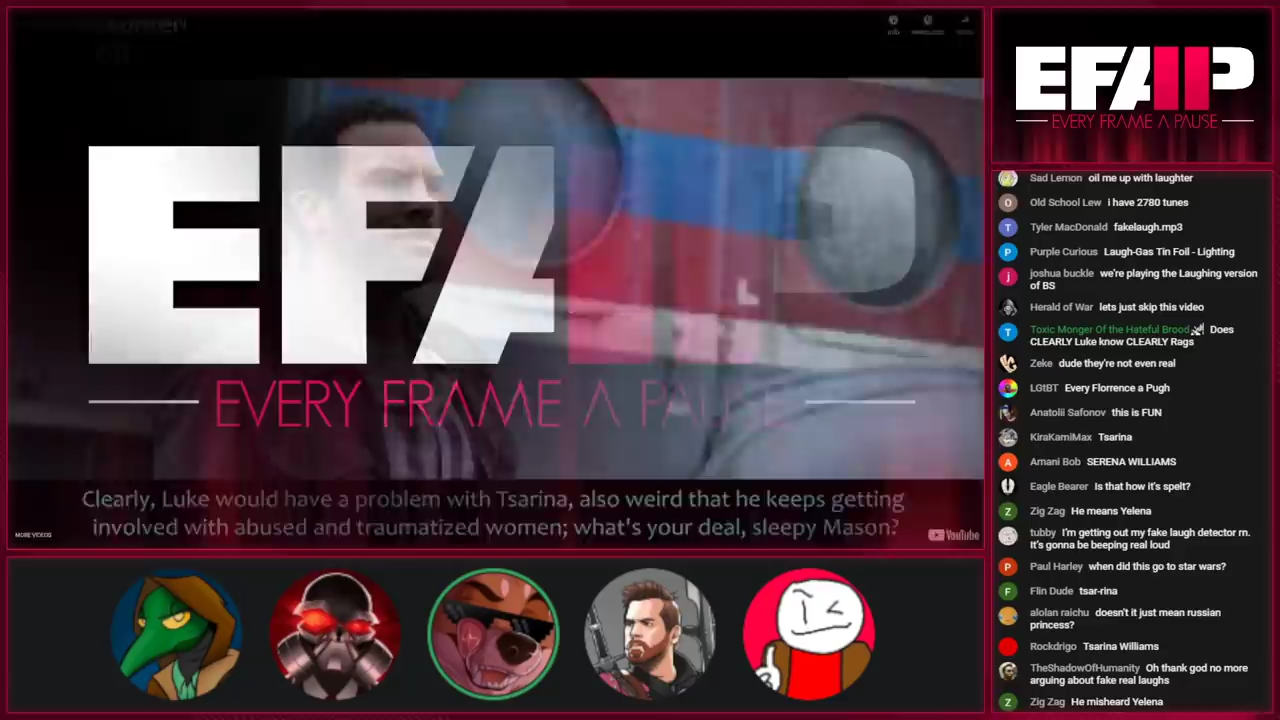 EFAP
EVERY FRAME A PAUSE
Clearly, Luke would have a problem with Tsarina, also weird that he keeps getting
involved with abused and traumatized women; what's your deal, sleepy Mason?
MORE VIDEOS
YouTube
EFAP
EVERY FRAME A PAUSE
Sad Lemon oil me up with laughter
O Old School Lew i have 2780 tunes
T Tyler MacDonald fakelaugh.mp3
P Purple Curious Laugh-Gas Tin Foil - Lighting
j joshua buckle we're playing the Laughing version
of BS
Herald of War lets just skip this video
T Toxic Monger Of the Hateful Brood Does
CLEARLY Luke know CLEARLY Rags
Zeke dude they're not even real
LGtBT Every Florrence a Pugh
Anatolii Safonov this is FUN
KiraKamiMax Tsarina
A Amani Bob SERENA WILLIAMS
Eagle Bearer Is that how it's spelt?
Z Zig Zag He means Yelena
tubby I'm getting out my fake laugh detector rn.
It's gonna be beeping real loud
P Paul Harley when did this go to star wars?
F Flin Dude tsar-rina
alolan raichu doesn't it just mean russian
princess?
Rockdrigo Tsarina Williams
TheShadowOfHumanity Oh thank god no more
arguing about fake real laughs
Z Zig Zag He misheard Yelena